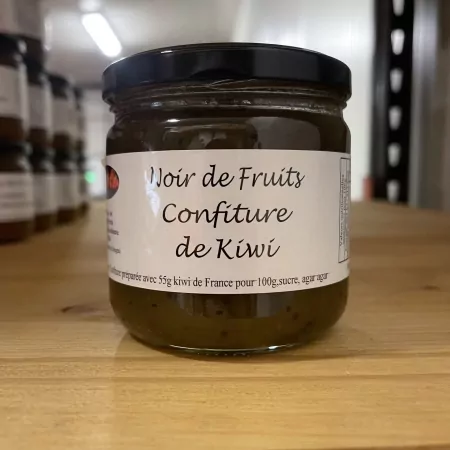 Noir de Fruits
Confiture
de Kiwi
préparée avec 55g kiwi de France pour 100g,sucre, agar agar